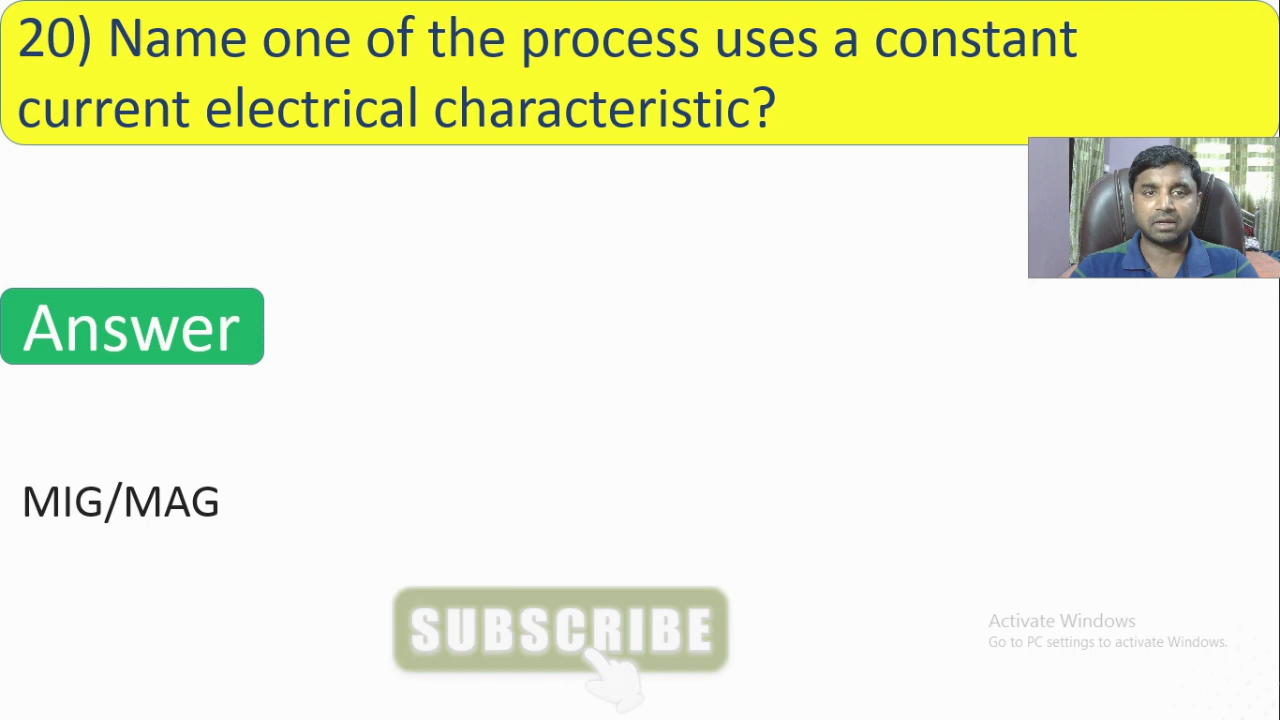 20) Name one of the process uses a constant
current electrical characteristic?
Answer
MIG/MAG
SUBSCRIBE
Activate Windows
Go to PC settings to activate Windows.